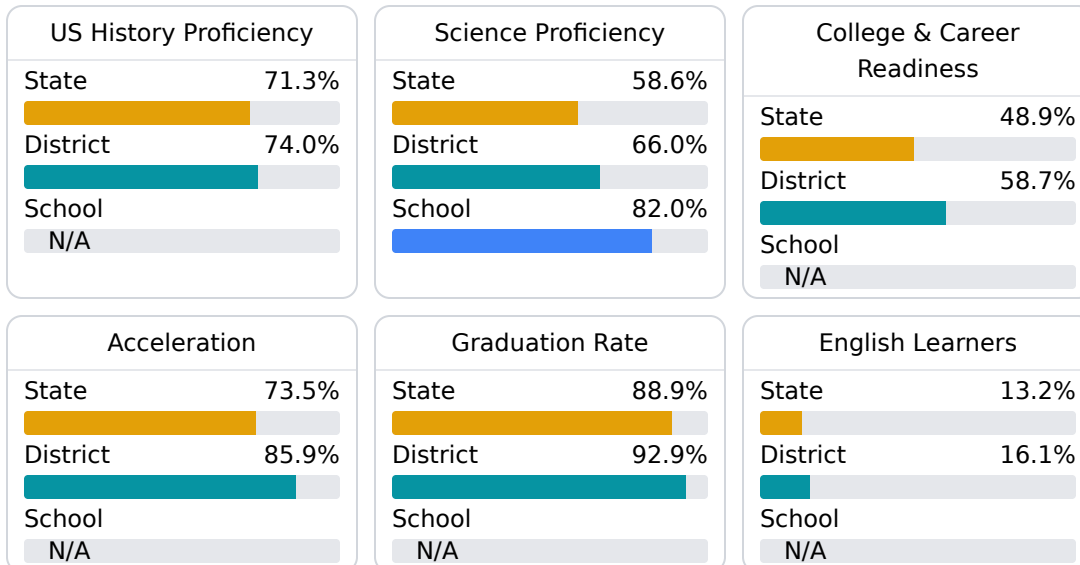 US History Proficiency
State 71.3%
District 74.0%
School
N/A
Science Proficiency
State 58.6%
District 66.0%
School 82.0%
College & Career
Readiness
State 48.9%
District 58.7%
School
N/A
Acceleration
State 73.5%
District 85.9%
School
N/A
Graduation Rate
State 88.9%
District 92.9%
School
N/A
English Learners
State 13.2%
District 16.1%
School
N/A